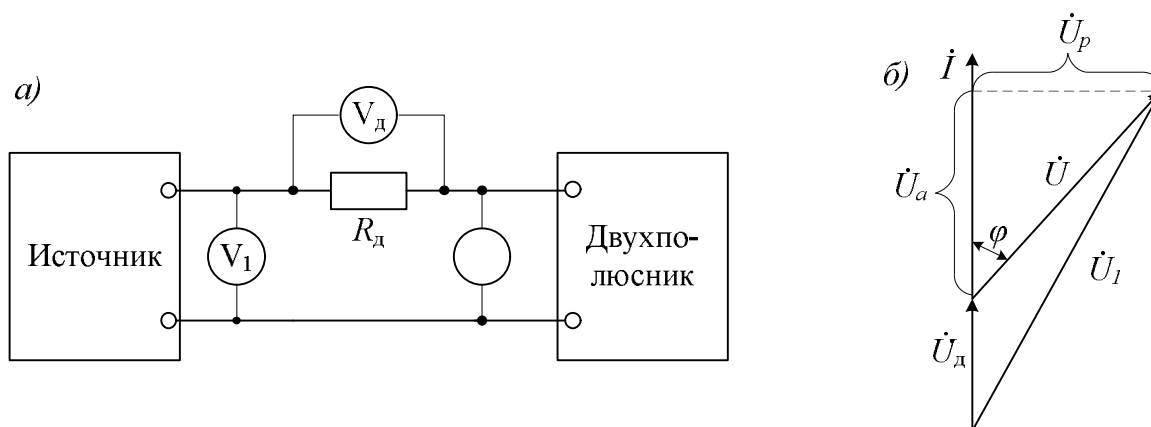 а)
Источник
V₁
Vд
Rд
Двухпо-
люсник
б)
İ
U̇р
U̇а
U̇
φ
U̇₁
U̇д